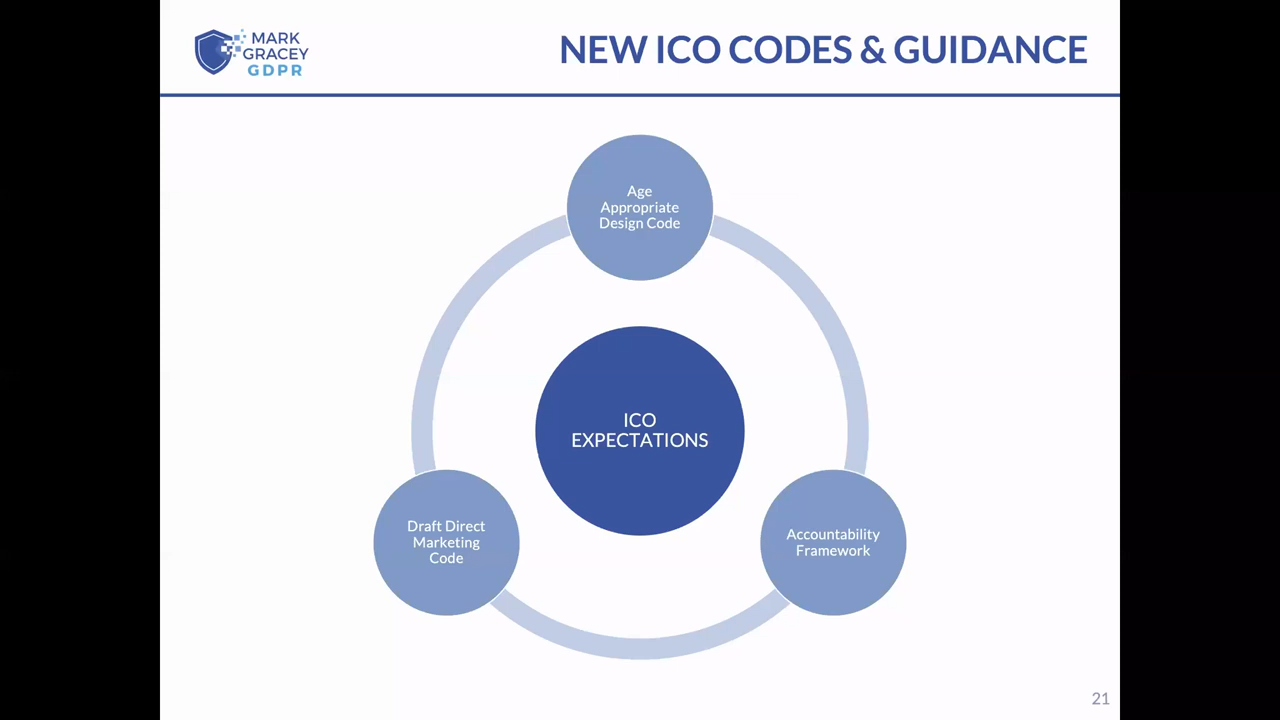 MARK
GRACEY
GDPR
NEW ICO CODES & GUIDANCE
Age
Appropriate
Design Code
ICO
EXPECTATIONS
Draft Direct
Marketing
Code
Accountability
Framework
21